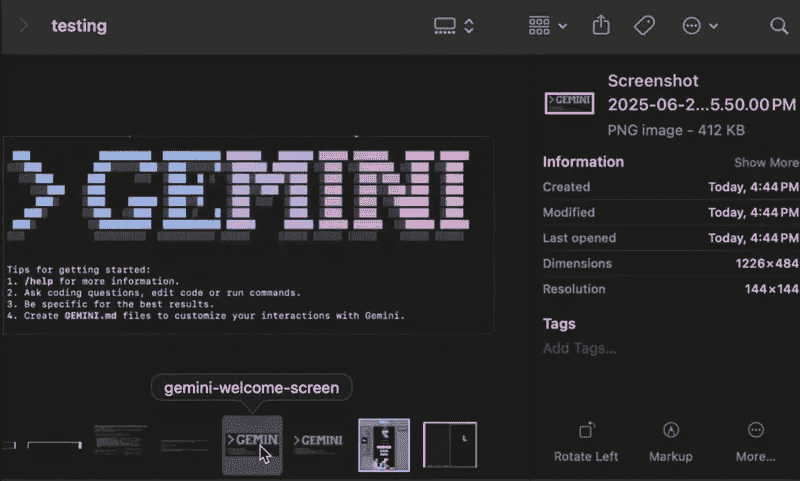 testing
Screenshot
2025-06-2...5.50.00 PM
PNG image - 412 KB
Information
Show More
Created
Today, 4:44 PM
Modified
Today, 4:44 PM
Last opened
Today, 4:44 PM
Dimensions
1226×484
Resolution
144×144
Tags
Add Tags...
>GEMINI
Tips for getting started:
1. /help for more information.
2. Ask coding questions, edit code or run commands.
3. Be specific for the best results.
4. Create GEMINI.md files to customize your interactions with Gemini.
gemini-welcome-screen
>GEMINI
>GEMINI
>GEMINI
Rotate Left
Markup
More...